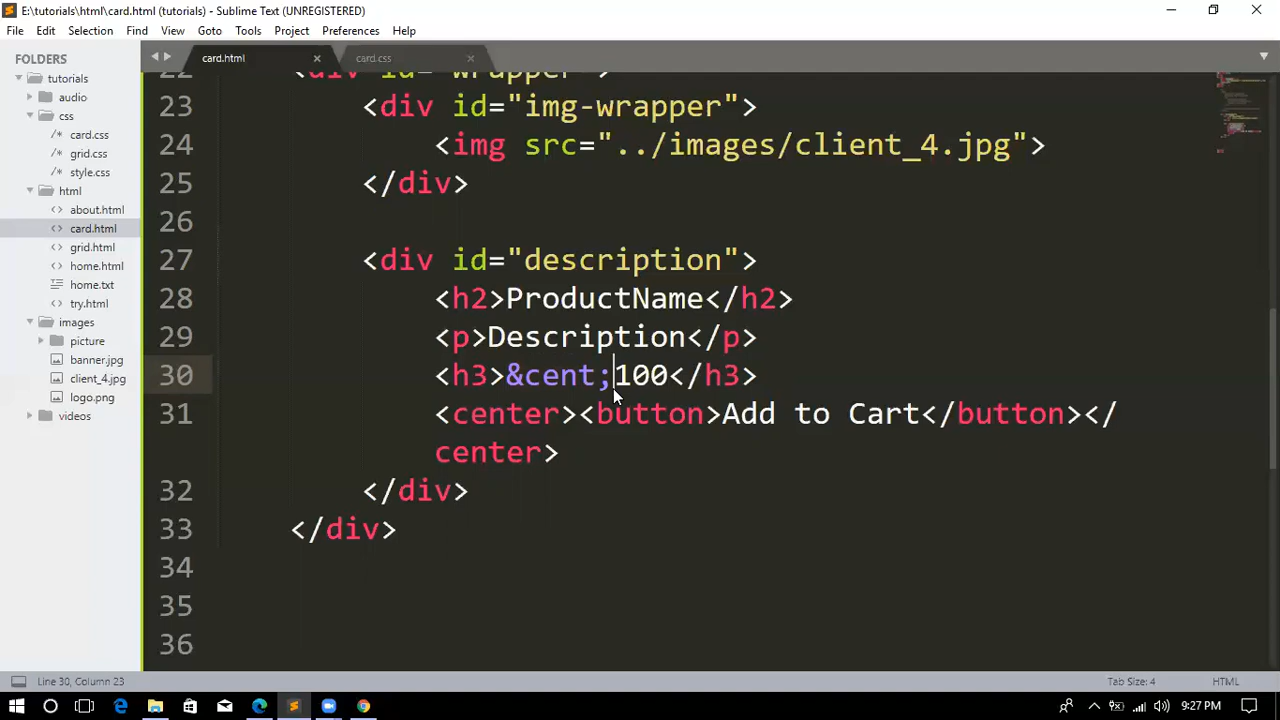 E:\tutorials\html\card.html (tutorials) - Sublime Text (UNREGISTERED)
File Edit Selection Find View Goto Tools Project Preferences Help
FOLDERS
tutorials
audio
css
card.css
grid.css
style.css
html
about.html
card.html
grid.html
home.html
home.txt
try.html
images
picture
banner.jpg
client_4.jpg
logo.png
videos
card.html card.css
22 <div id="wrapper">
23 <div id="img-wrapper">
24 <img src="../images/client_4.jpg">
25 </div>
26
27 <div id="description">
28 <h2>ProductName</h2>
29 <p>Description</p>
30 <h3>&cent;100</h3>
31 <center><button>Add to Cart</button></
center>
32 </div>
33 </div>
34
35
36
Line 30, Column 23 Tab Size: 4 HTML
9:27 PM